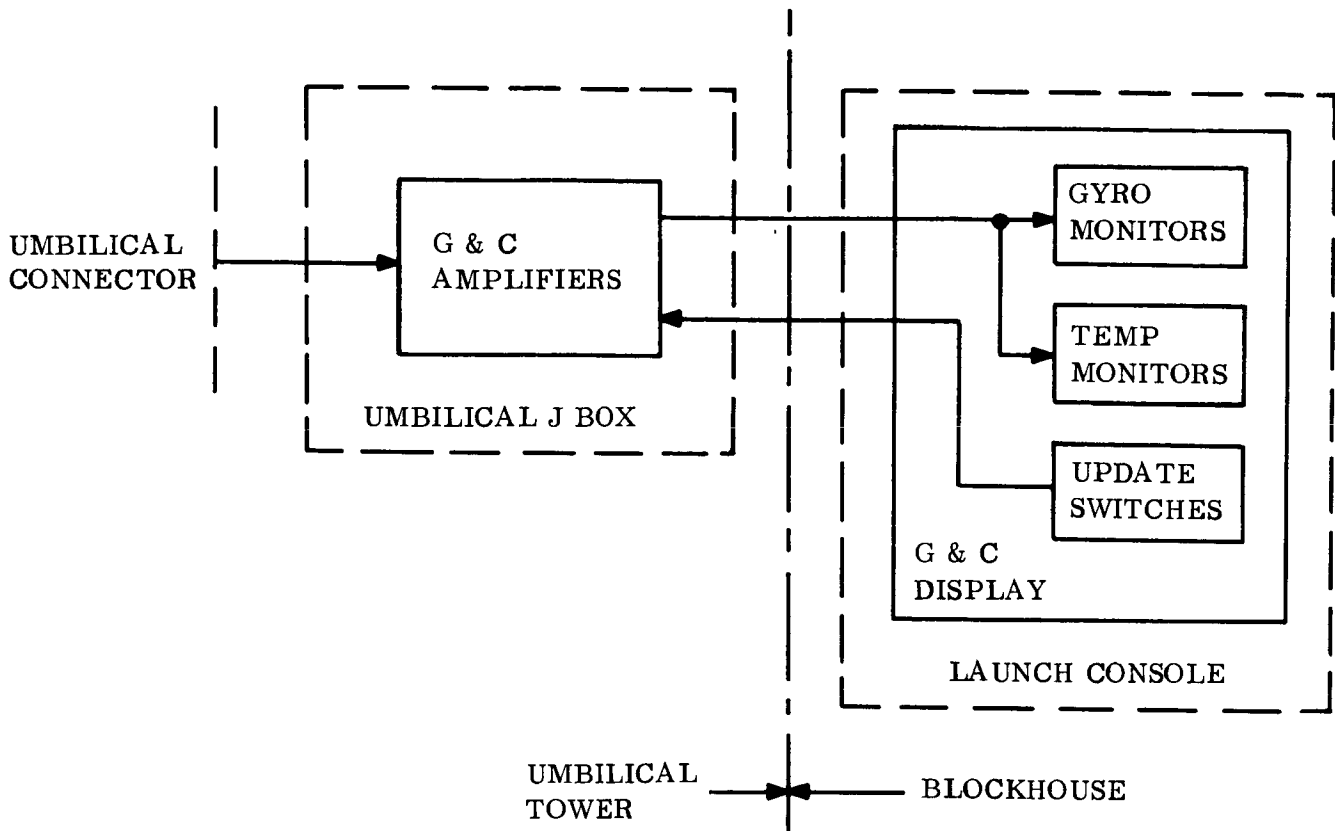 UMBILICAL
CONNECTOR
G & C
AMPLIFIERS
UMBILICAL J BOX
GYRO
MONITORS
TEMP
MONITORS
UPDATE
SWITCHES
G & C
DISPLAY
LAUNCH CONSOLE
UMBILICAL
TOWER
BLOCKHOUSE